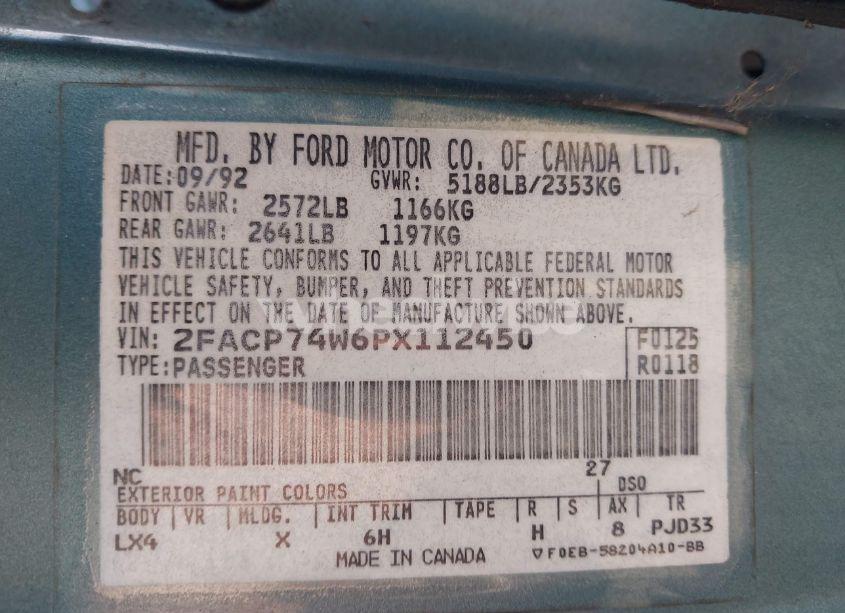 MFD. BY FORD MOTOR CO. OF CANADA LTD.
DATE: 09/92 GVWR: 5188LB/2353KG
FRONT GAWR: 2572LB 1166KG
REAR GAWR: 2641LB 1197KG
THIS VEHICLE CONFORMS TO ALL APPLICABLE FEDERAL MOTOR
VEHICLE SAFETY, BUMPER, AND THEFT PREVENTION STANDARDS
IN EFFECT ON THE DATE OF MANUFACTURE SHOWN ABOVE.
VIN: 2FACP74W6PX112450 F0125
TYPE: PASSENGER R0118
NC 27
EXTERIOR PAINT COLORS DSO
BODY VR MLDG. INT TRIM TAPE R S AX TR
LX4 X 6H H 8 PJD33
MADE IN CANADA F0EB-58204A10-BB